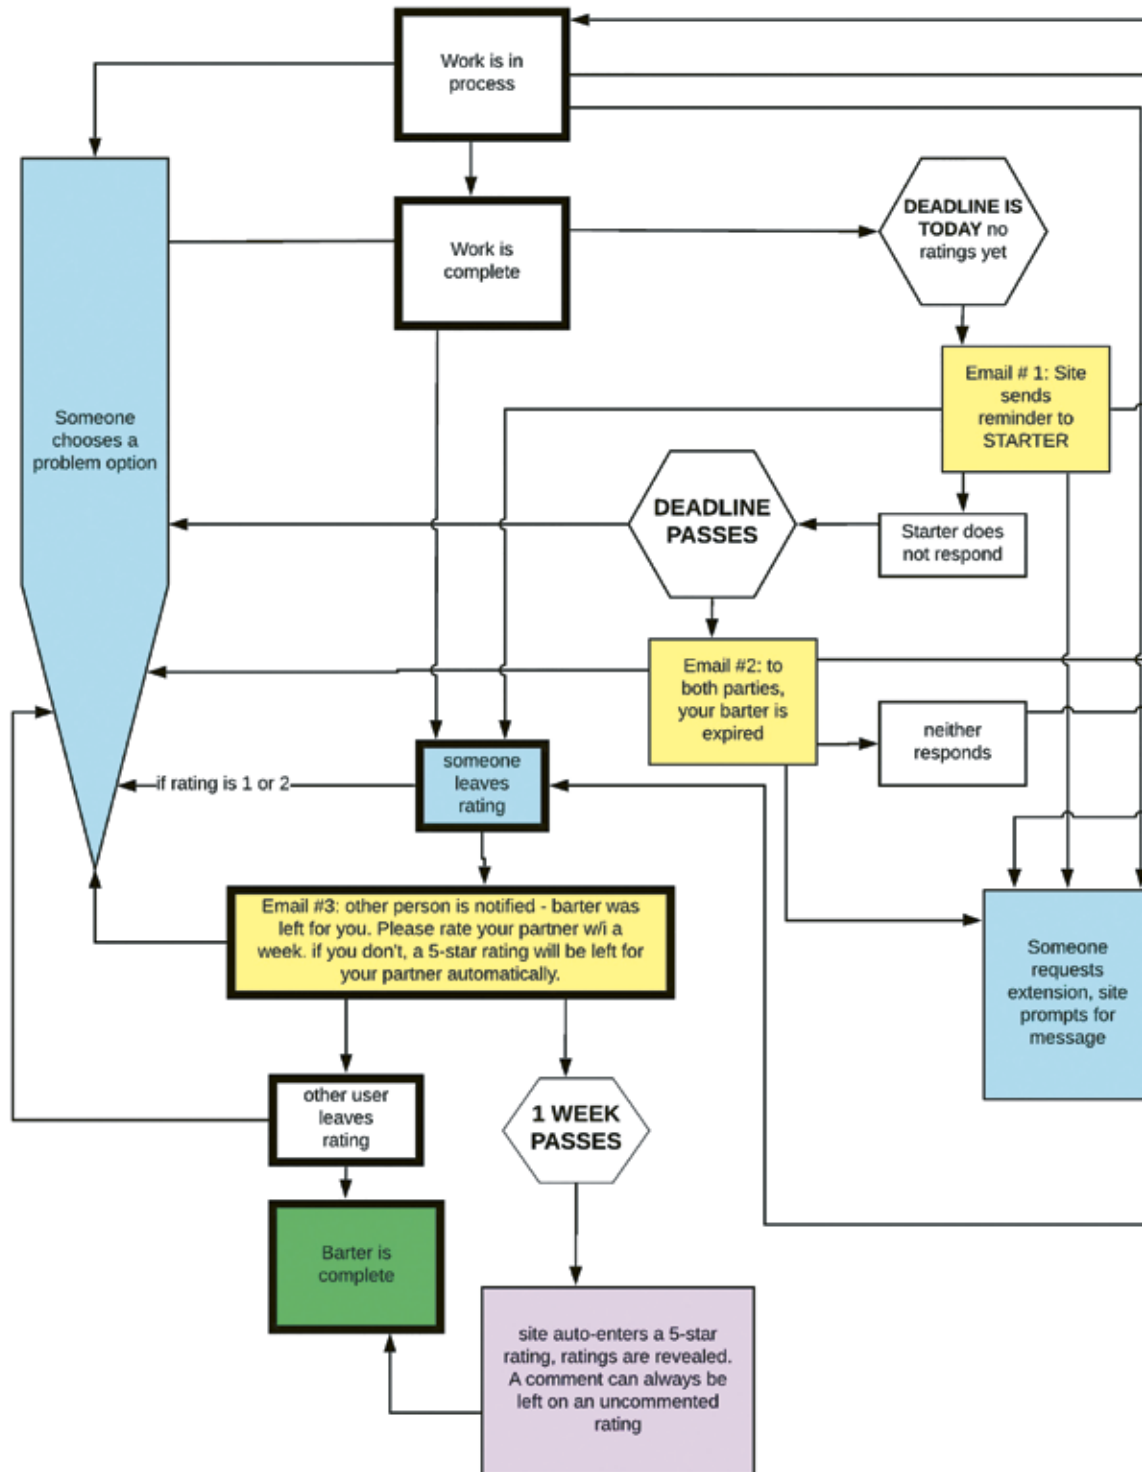 Work is in
process
Work is
complete
DEADLINE IS
TODAY no
ratings yet
Email # 1: Site
sends
reminder to
STARTER
Someone
chooses a
problem option
DEADLINE
PASSES
Starter does
not respond
Email #2: to
both parties,
your barter is
expired
neither
responds
someone
leaves
rating
if rating is 1 or 2
Email #3: other person is notified - barter was
left for you. Please rate your partner w/i a
week. if you don't, a 5-star rating will be left for
your partner automatically.
Someone
requests
extension, site
prompts for
message
other user
leaves
rating
1 WEEK
PASSES
Barter is
complete
site auto-enters a 5-star
rating, ratings are revealed.
A comment can always be
left on an uncommented
rating